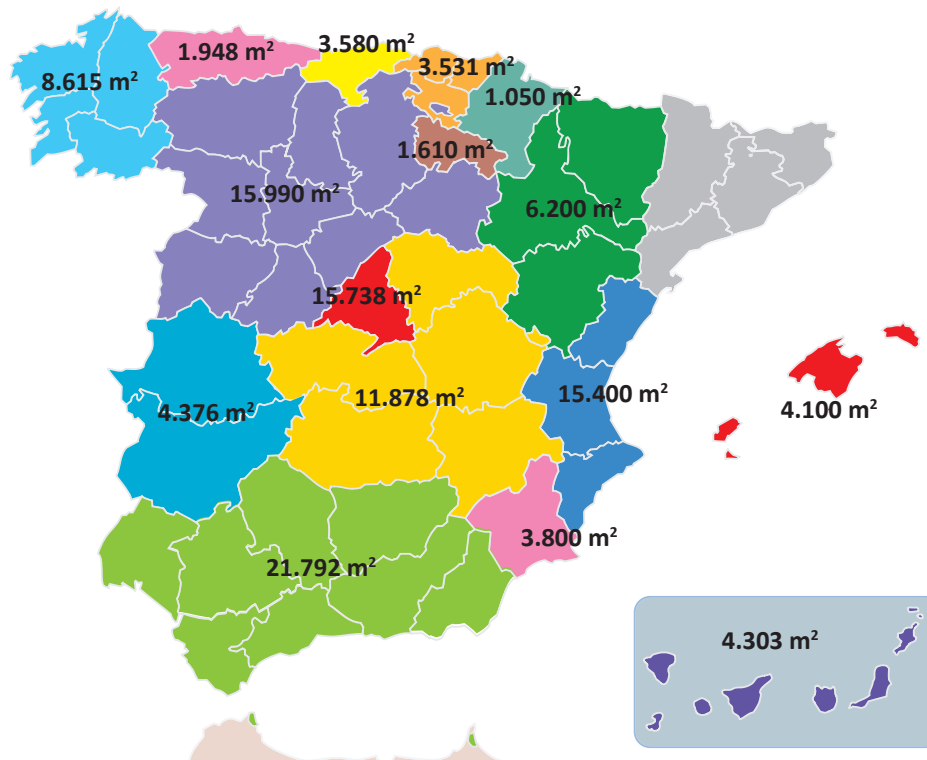 3.580 m²
1.948 m²
3.531 m²
8.615 m²
1.050 m²
1.610 m²
15.990 m²
6.200 m²
15.738 m²
11.878 m²
15.400 m²
4.376 m²
4.100 m²
3.800 m²
21.792 m²
4.303 m²